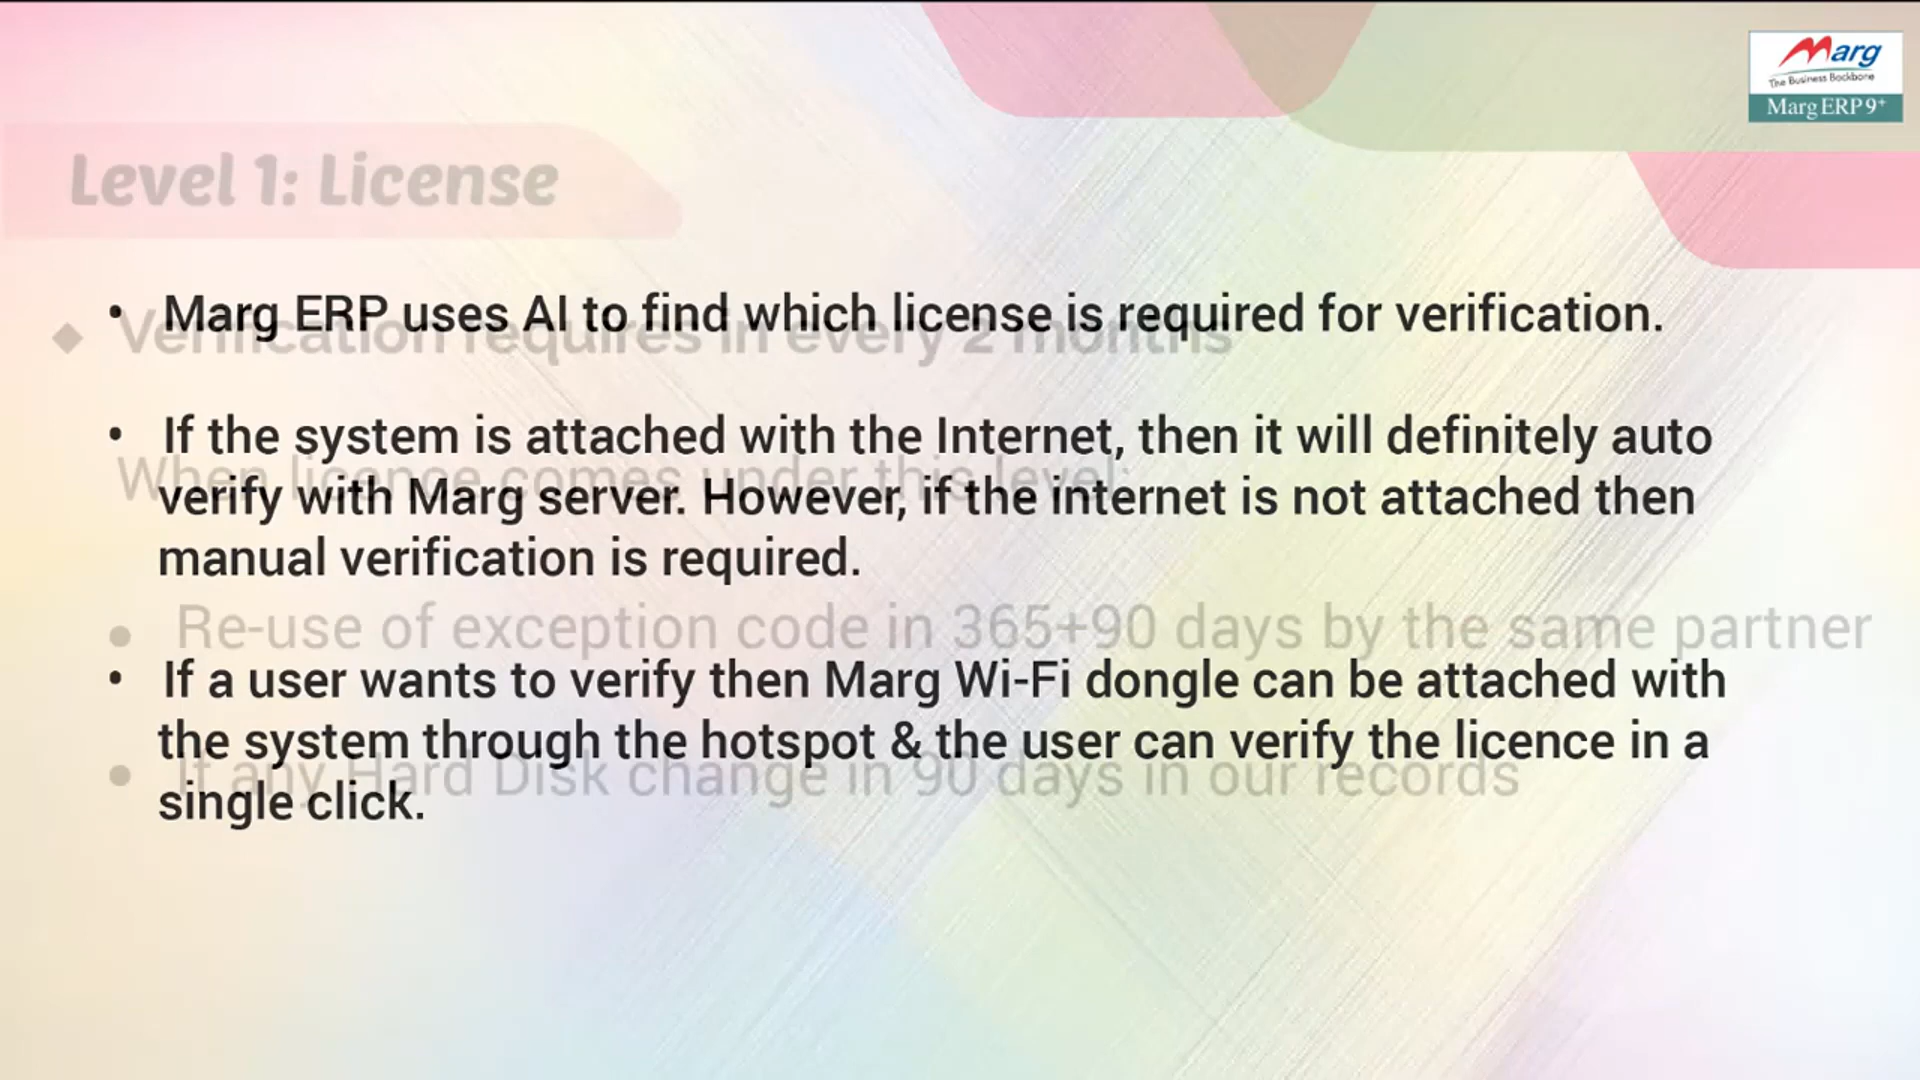 Marg
The Business Backbone
Marg ERP 9+
Level 1: License
• Marg ERP uses AI to find which license is required for verification.
Verification requires in every 2 months
• If the system is attached with the Internet, then it will definitely auto
When licence comes under this level:
verify with Marg server. However, if the internet is not attached then
manual verification is required.
• Re-use of exception code in 365+90 days by the same partner
• If a user wants to verify then Marg Wi-Fi dongle can be attached with
the system through the hotspot & the user can verify the licence in a
• If any Hard Disk change in 90 days in our records
single click.